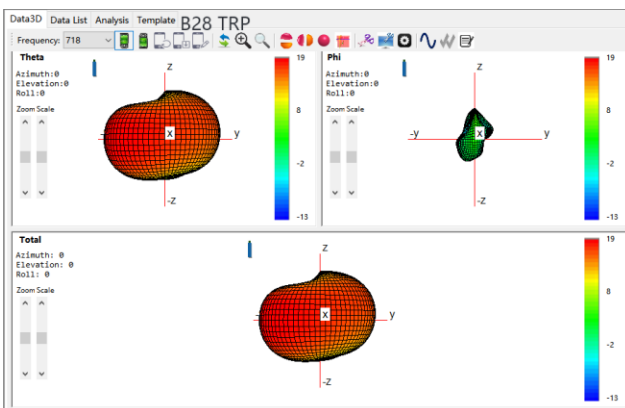 Data3D Data List Analysis Template B28 TRP
Frequency: 718
Theta
Azimuth:0
Elevation:0
Roll:0
Zoom Scale
z
y
x
-z
19
8
-2
-13
Phi
Azimuth:0
Elevation:0
Roll:0
Zoom Scale
z
-y
y
x
-z
19
8
-2
-13
Total
Azimuth: 0
Elevation: 0
Roll: 0
Zoom Scale
z
y
x
-z
19
8
-2
-13